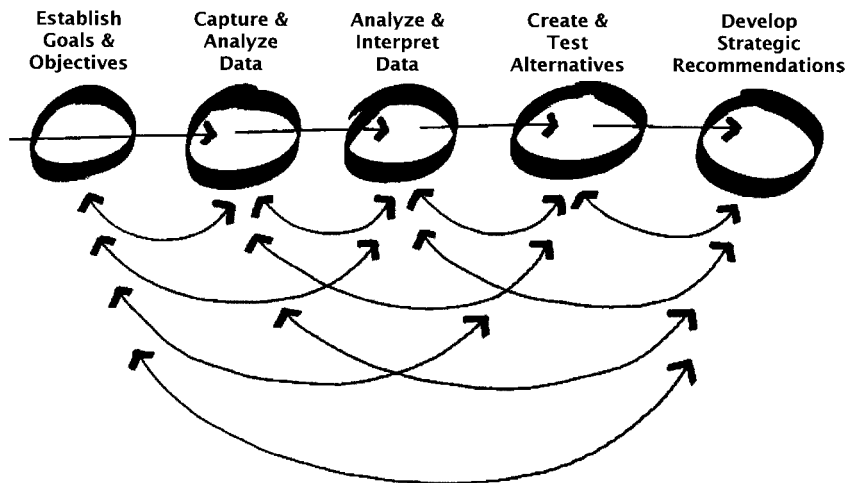 Establish
Goals &
Objectives
Capture &
Analyze
Data
Analyze &
Interpret
Data
Create &
Test
Alternatives
Develop
Strategic
Recommendations